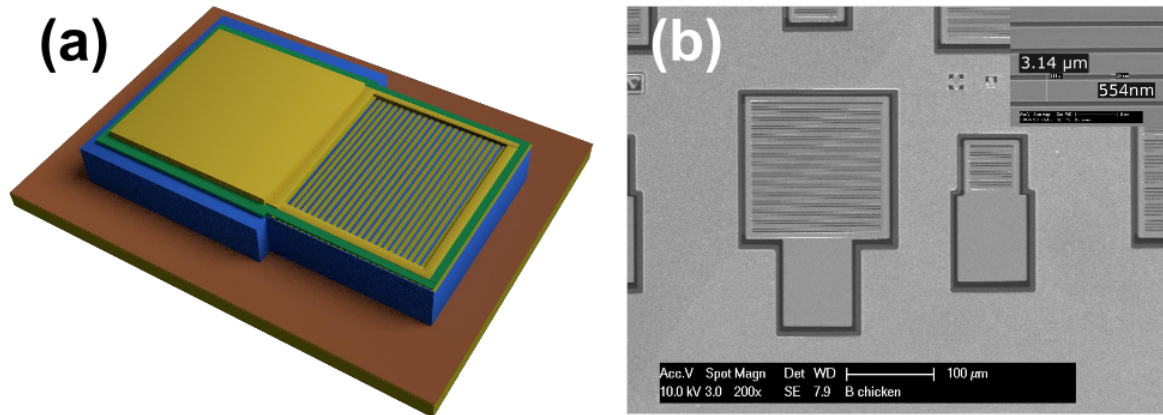 (a)
(b)
3.14 µm
554nm
Acc.V Spot Magn Det WD
100 µm
10.0 kV 3.0 200x SE 7.9 B chicken